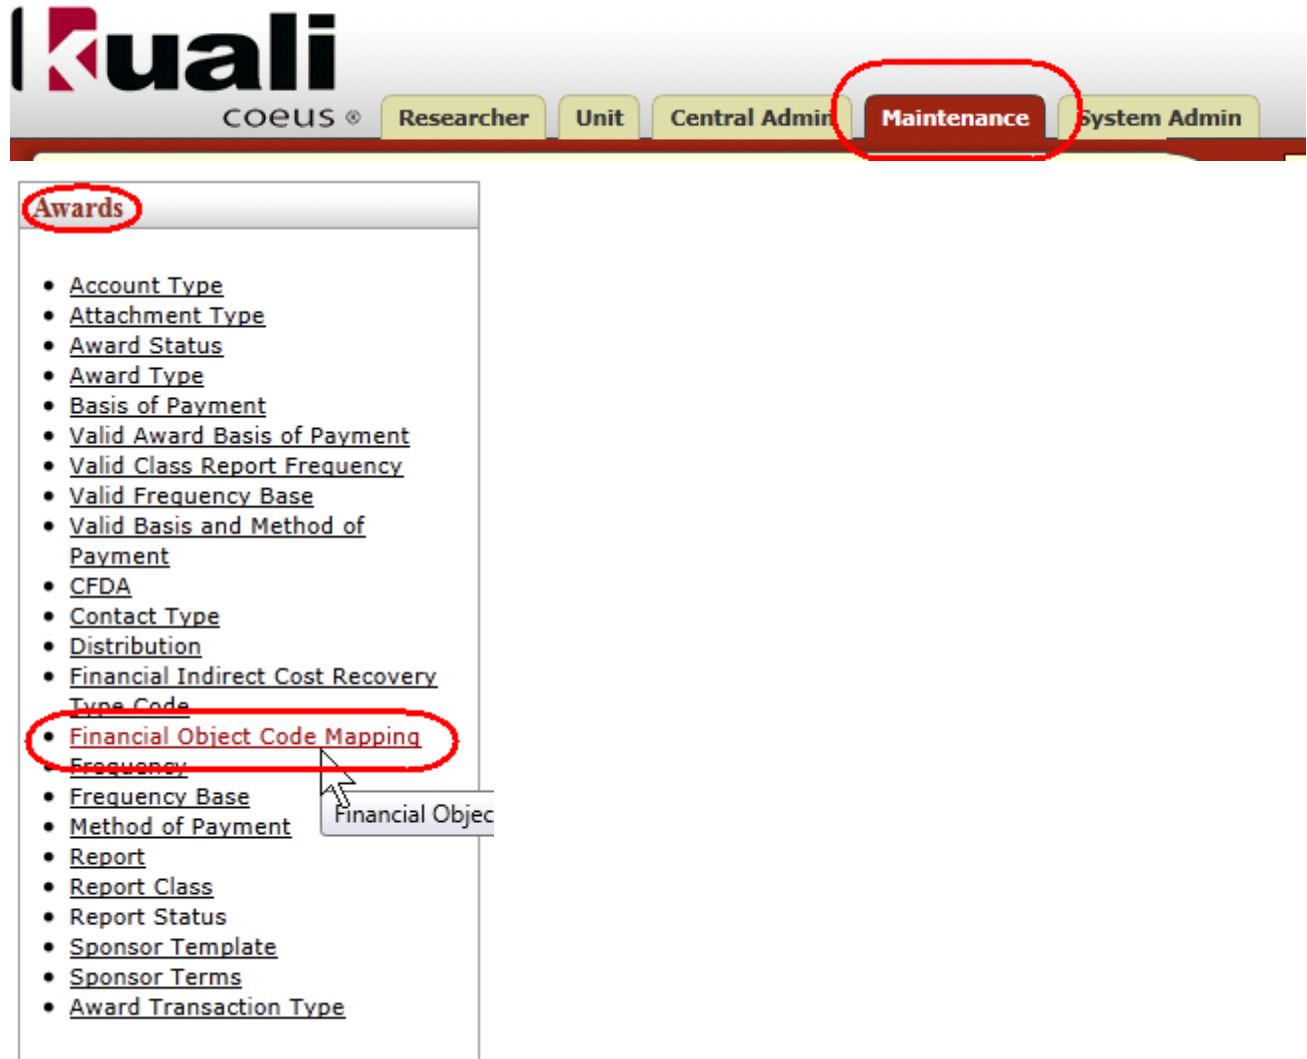 kuali
coeus ®
Researcher Unit Central Admin Maintenance System Admin
Awards
• Account Type
• Attachment Type
• Award Status
• Award Type
• Basis of Payment
• Valid Award Basis of Payment
• Valid Class Report Frequency
• Valid Frequency Base
• Valid Basis and Method of
Payment
• CFDA
• Contact Type
• Distribution
• Financial Indirect Cost Recovery
Type Code
• Financial Object Code Mapping
• Frequency
• Frequency Base
Financial Objec
• Method of Payment
• Report
• Report Class
• Report Status
• Sponsor Template
• Sponsor Terms
• Award Transaction Type